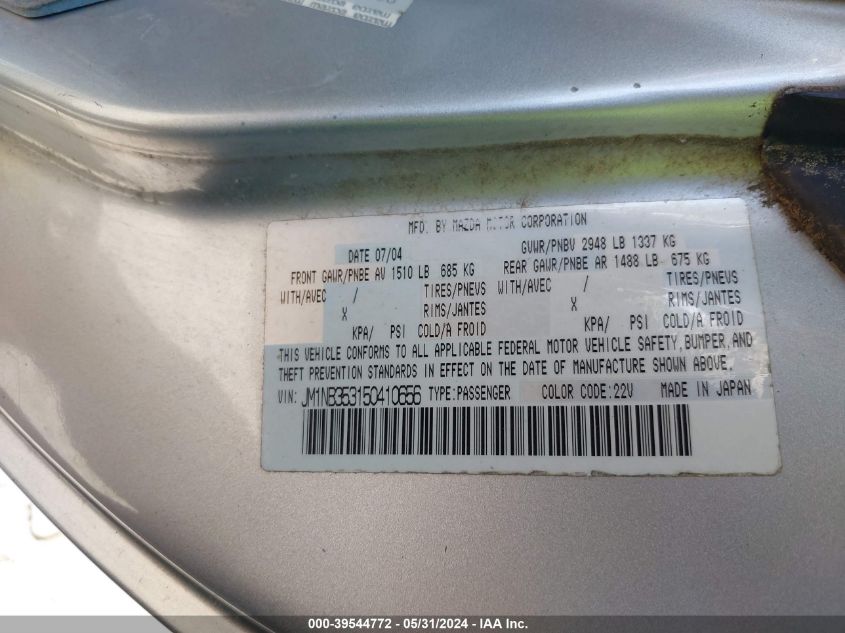 MFD. BY MAZDA MOTOR CORPORATION
DATE 07/04 GVWR/PNBV 2948 LB 1337 KG
FRONT GAWR/PNBE AV 1510 LB 685 KG REAR GAWR/PNBE AR 1488 LB 675 KG
WITH/AVEC / TIRES/PNEVS WITH/AVEC / TIRES/PNEVS
X RIMS/JANTES X RIMS/JANTES
KPA/ PSI COLD/A FROID KPA/ PSI COLD/A FROID
THIS VEHICLE CONFORMS TO ALL APPLICABLE FEDERAL MOTOR VEHICLE SAFETY, BUMPER, AND
THEFT PREVENTION STANDARDS IN EFFECT ON THE DATE OF MANUFACTURE SHOWN ABOVE.
VIN: JM1NB353150410656 TYPE:PASSENGER COLOR CODE:22V MADE IN JAPAN
000-39544772 - 05/31/2024 - IAA Inc.